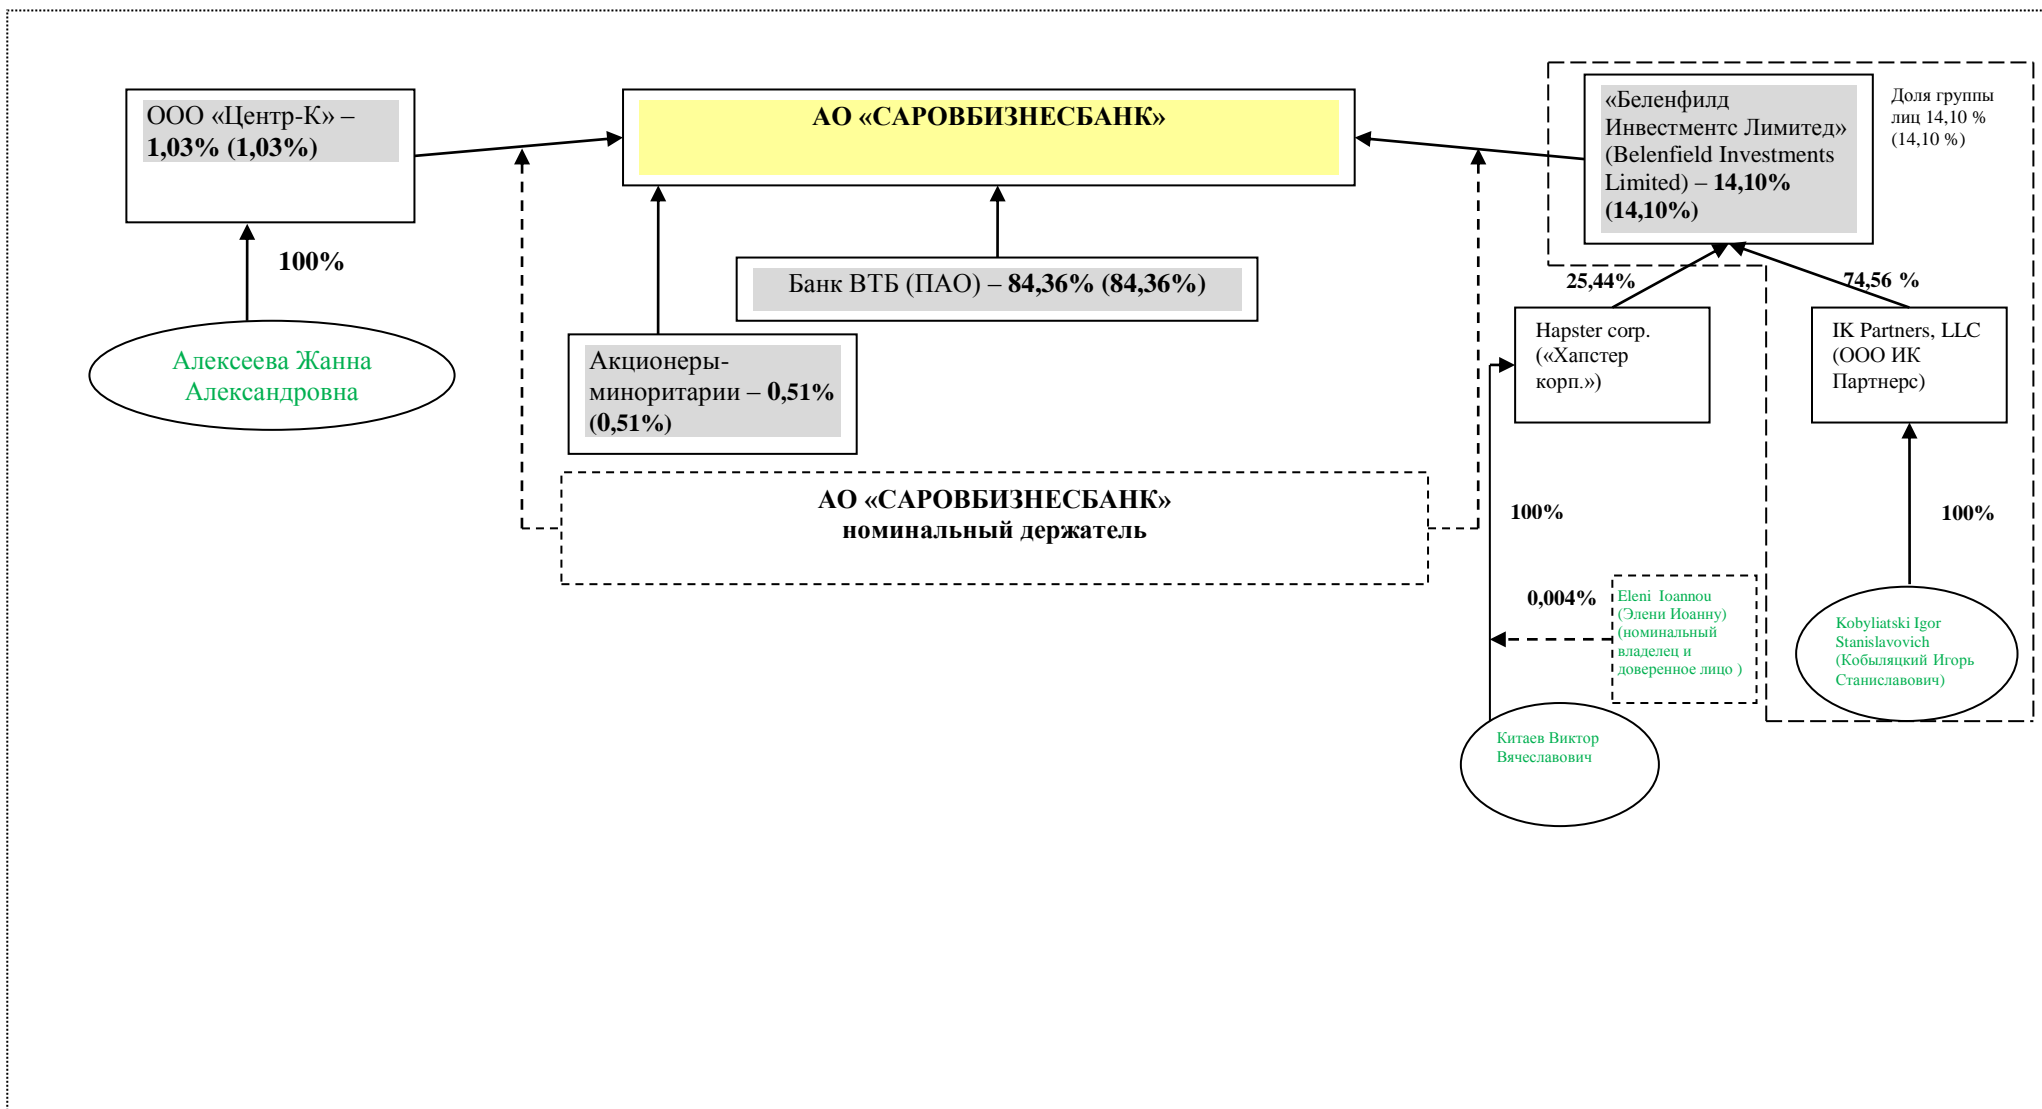 ООО «Центр-К» –
1,03% (1,03%)
АО «САРОВБИЗНЕСБАНК»
«Беленфилд
Инвестментс Лимитед»
(Belenfield Investments
Limited) – 14,10%
(14,10%)
Доля группы
лиц 14,10 %
(14,10 %)
100%
Банк ВТБ (ПАО) – 84,36% (84,36%)
25,44%
74,56 %
Алексеева Жанна
Александровна
Акционеры-
миноритарии – 0,51%
(0,51%)
Hapster corp.
(«Хапстер
корп.»)
IK Partners, LLC
(ООО ИК
Партнерс)
АО «САРОВБИЗНЕСБАНК»
номинальный держатель
100%
100%
0,004%
Eleni Ioannou
(Элени Иоанну)
(номинальный
владелец и
доверенное лицо )
Kobyliatski Igor
Stanislavovich
(Кобыляцкий Игорь
Станиславович)
Китаев Виктор
Вячеславович